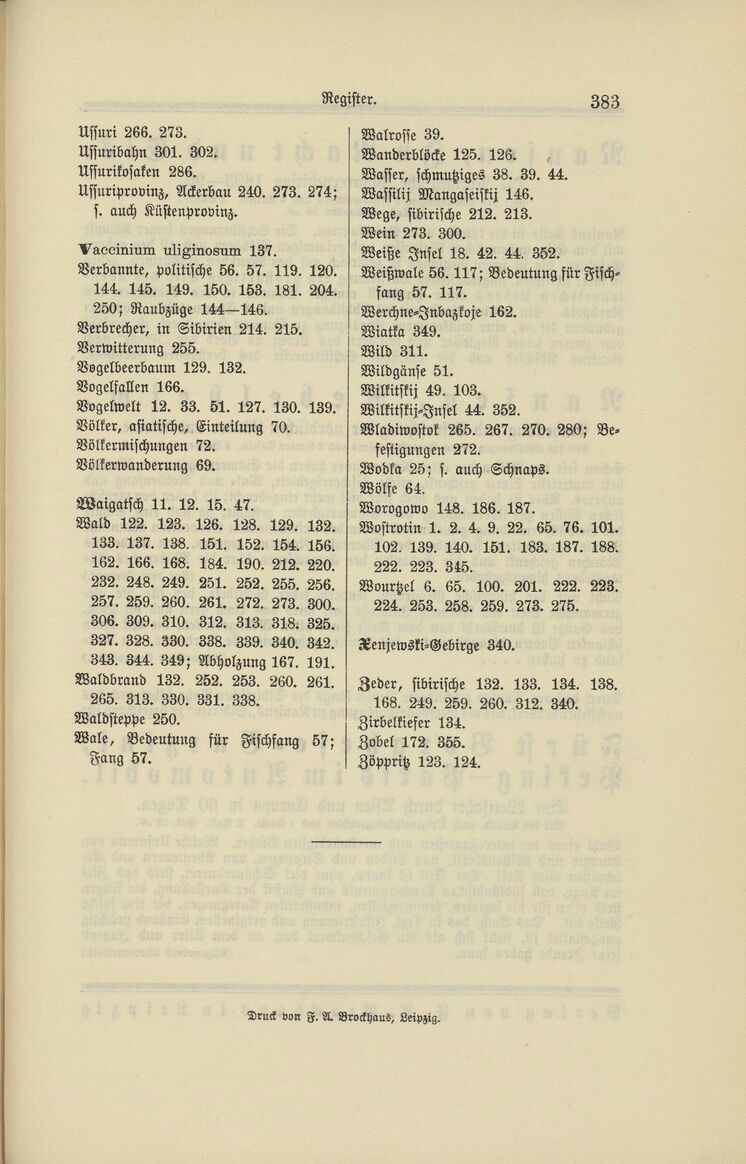 Register.
383
Ussuri 266. 273.
Ussuribahn 301. 302.
Ussurikosaken 286.
Ussuriprovinz, Ackerbau 240. 273. 274;
s. auch Küstenprovinz.
Vaccinium uliginosum 137.
Verbannte, politische 56. 57. 119. 120.
144. 145. 149. 150. 153. 181. 204.
250; Raubzüge 144—146.
Verbrecher, in Sibirien 214. 215.
Verwitterung 255.
Vogelbeerbaum 129. 132.
Vogelfallen 166.
Vogelwelt 12. 33. 51. 127. 130. 139.
Völker, asiatische, Einteilung 70.
Völkermischungen 72.
Völkerwanderung 69.
Waigatsch 11. 12. 15. 47.
Wald 122. 123. 126. 128. 129. 132.
133. 137. 138. 151. 152. 154. 156.
162. 166. 168. 184. 190. 212. 220.
232. 248. 249. 251. 252. 255. 256.
257. 259. 260. 261. 272. 273. 300.
306. 309. 310. 312. 313. 318. 325.
327. 328. 330. 338. 339. 340. 342.
343. 344. 349; Abholzung 167. 191.
Waldbrand 132. 252. 253. 260. 261.
265. 313. 330. 331. 338.
Waldsteppe 250.
Wale, Bedeutung für Fischfang 57;
Fang 57.
Walrosse 39.
Wanderblöcke 125. 126.
Wasser, schmutziges 38. 39. 44.
Wassilij Mangaseiskij 146.
Wege, sibirische 212. 213.
Wein 273. 300.
Weiße Insel 18. 42. 44. 352.
Weißwale 56. 117; Bedeutung für Fisch-
fang 57. 117.
Werchne-Inbazkoje 162.
Wiatka 349.
Wild 311.
Wildgänse 51.
Wilkitskij 49. 103.
Wilkitskij-Insel 44. 352.
Wladiwostok 265. 267. 270. 280; Be-
festigungen 272.
Wodka 25; s. auch Schnaps.
Wölfe 64.
Worogowo 148. 186. 187.
Wostrotin 1. 2. 4. 9. 22. 65. 76. 101.
102. 139. 140. 151. 183. 187. 188.
222. 223. 345.
Wourtzel 6. 65. 100. 201. 222. 223.
224. 253. 258. 259. 273. 275.
Xenjewski-Gebirge 340.
Zeder, sibirische 132. 133. 134. 138.
168. 249. 259. 260. 312. 340.
Zirbelkiefer 134.
Zobel 172. 355.
Zöppritz 123. 124.
Druck von F. A. Brockhaus, Leipzig.